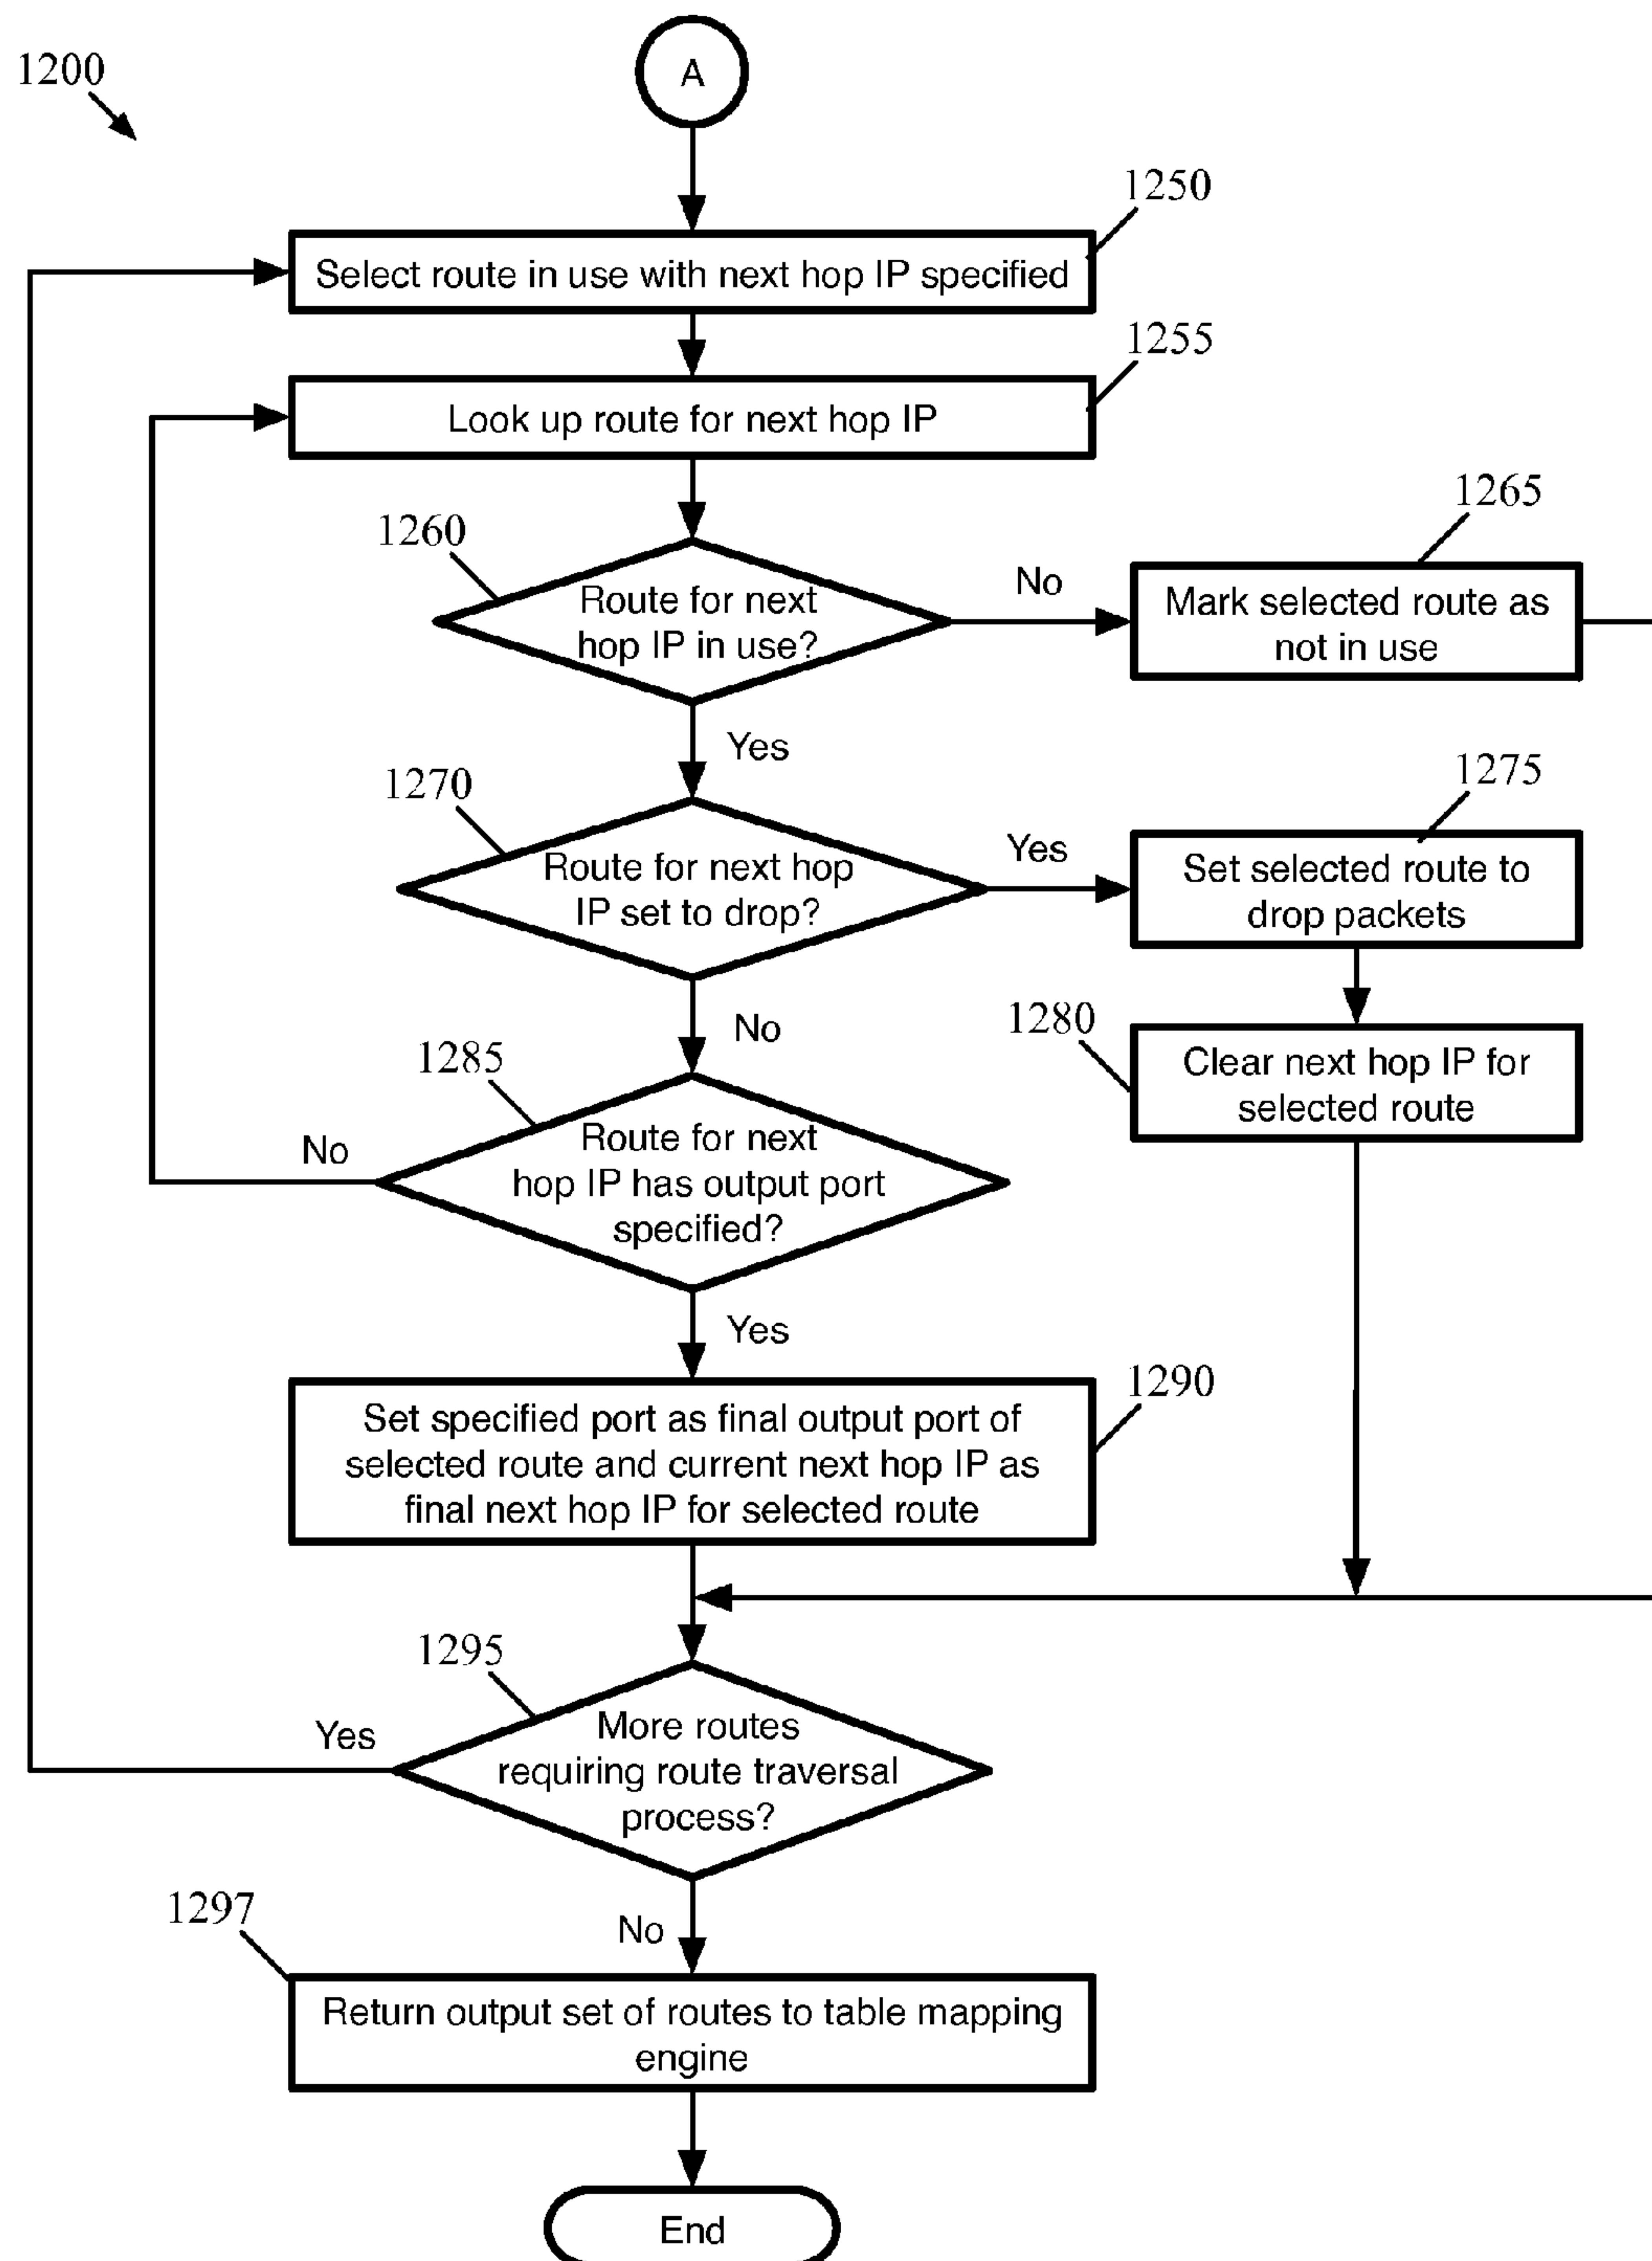 1200
A
1250
Select route in use with next hop IP specified
1255
Look up route for next hop IP
1260
Route for next
hop IP in use?
No
1265
Mark selected route as
not in use
Yes
1270
Route for next hop
IP set to drop?
Yes
1275
Set selected route to
drop packets
No
1280
Clear next hop IP for
selected route
1285
Route for next
hop IP has output port
specified?
No
Yes
1290
Set specified port as final output port of
selected route and current next hop IP as
final next hop IP for selected route
1295
More routes
requiring route traversal
process?
Yes
No
1297
Return output set of routes to table mapping
engine
End